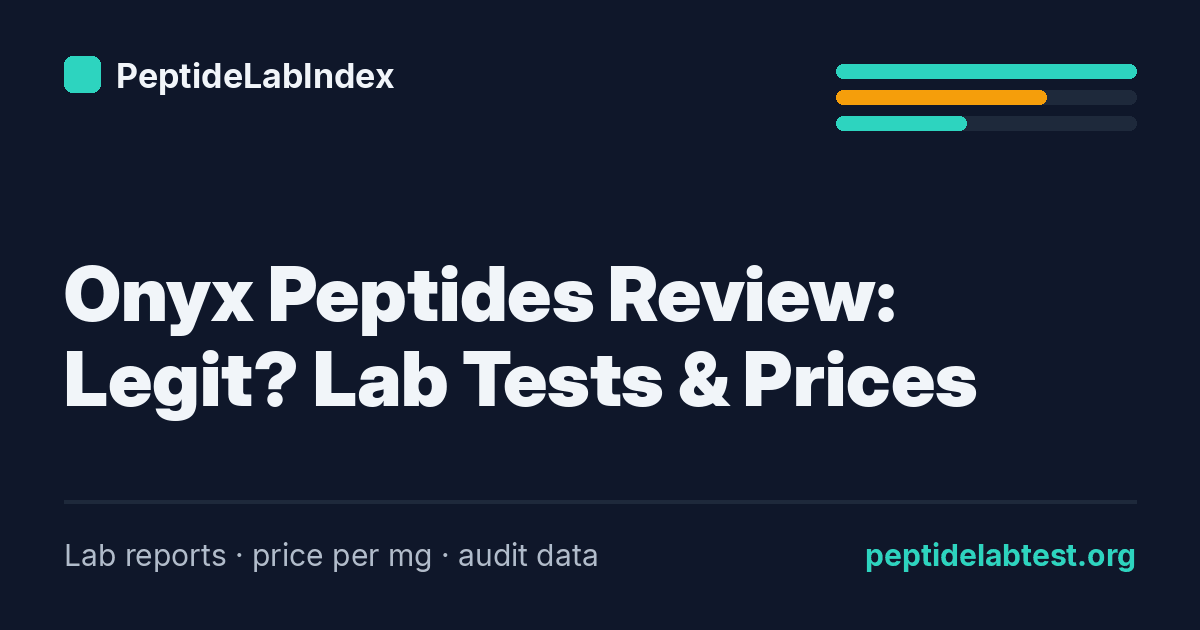 PeptideLabIndex
Onyx Peptides Review:
Legit? Lab Tests & Prices
Lab reports · price per mg · audit data
peptidelabtest.org